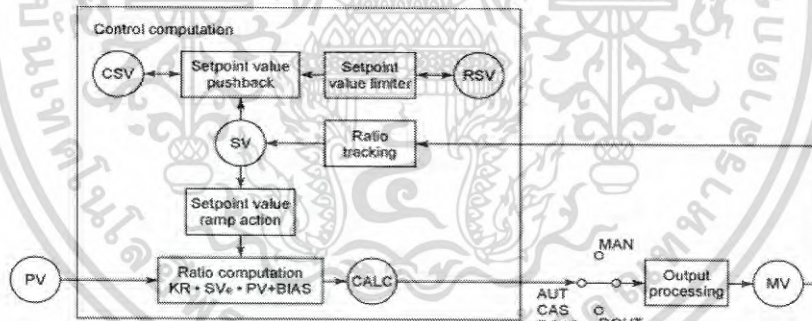 Control computation
CSV
Setpoint value
pushback
Setpoint
value limiter
RSV
SV
Ratio
tracking
Setpoint value
ramp action
PV
Ratio computation
KR • SVe • PV+BIAS
CALC
MAN
AUT
CAS
Output
processing
MV